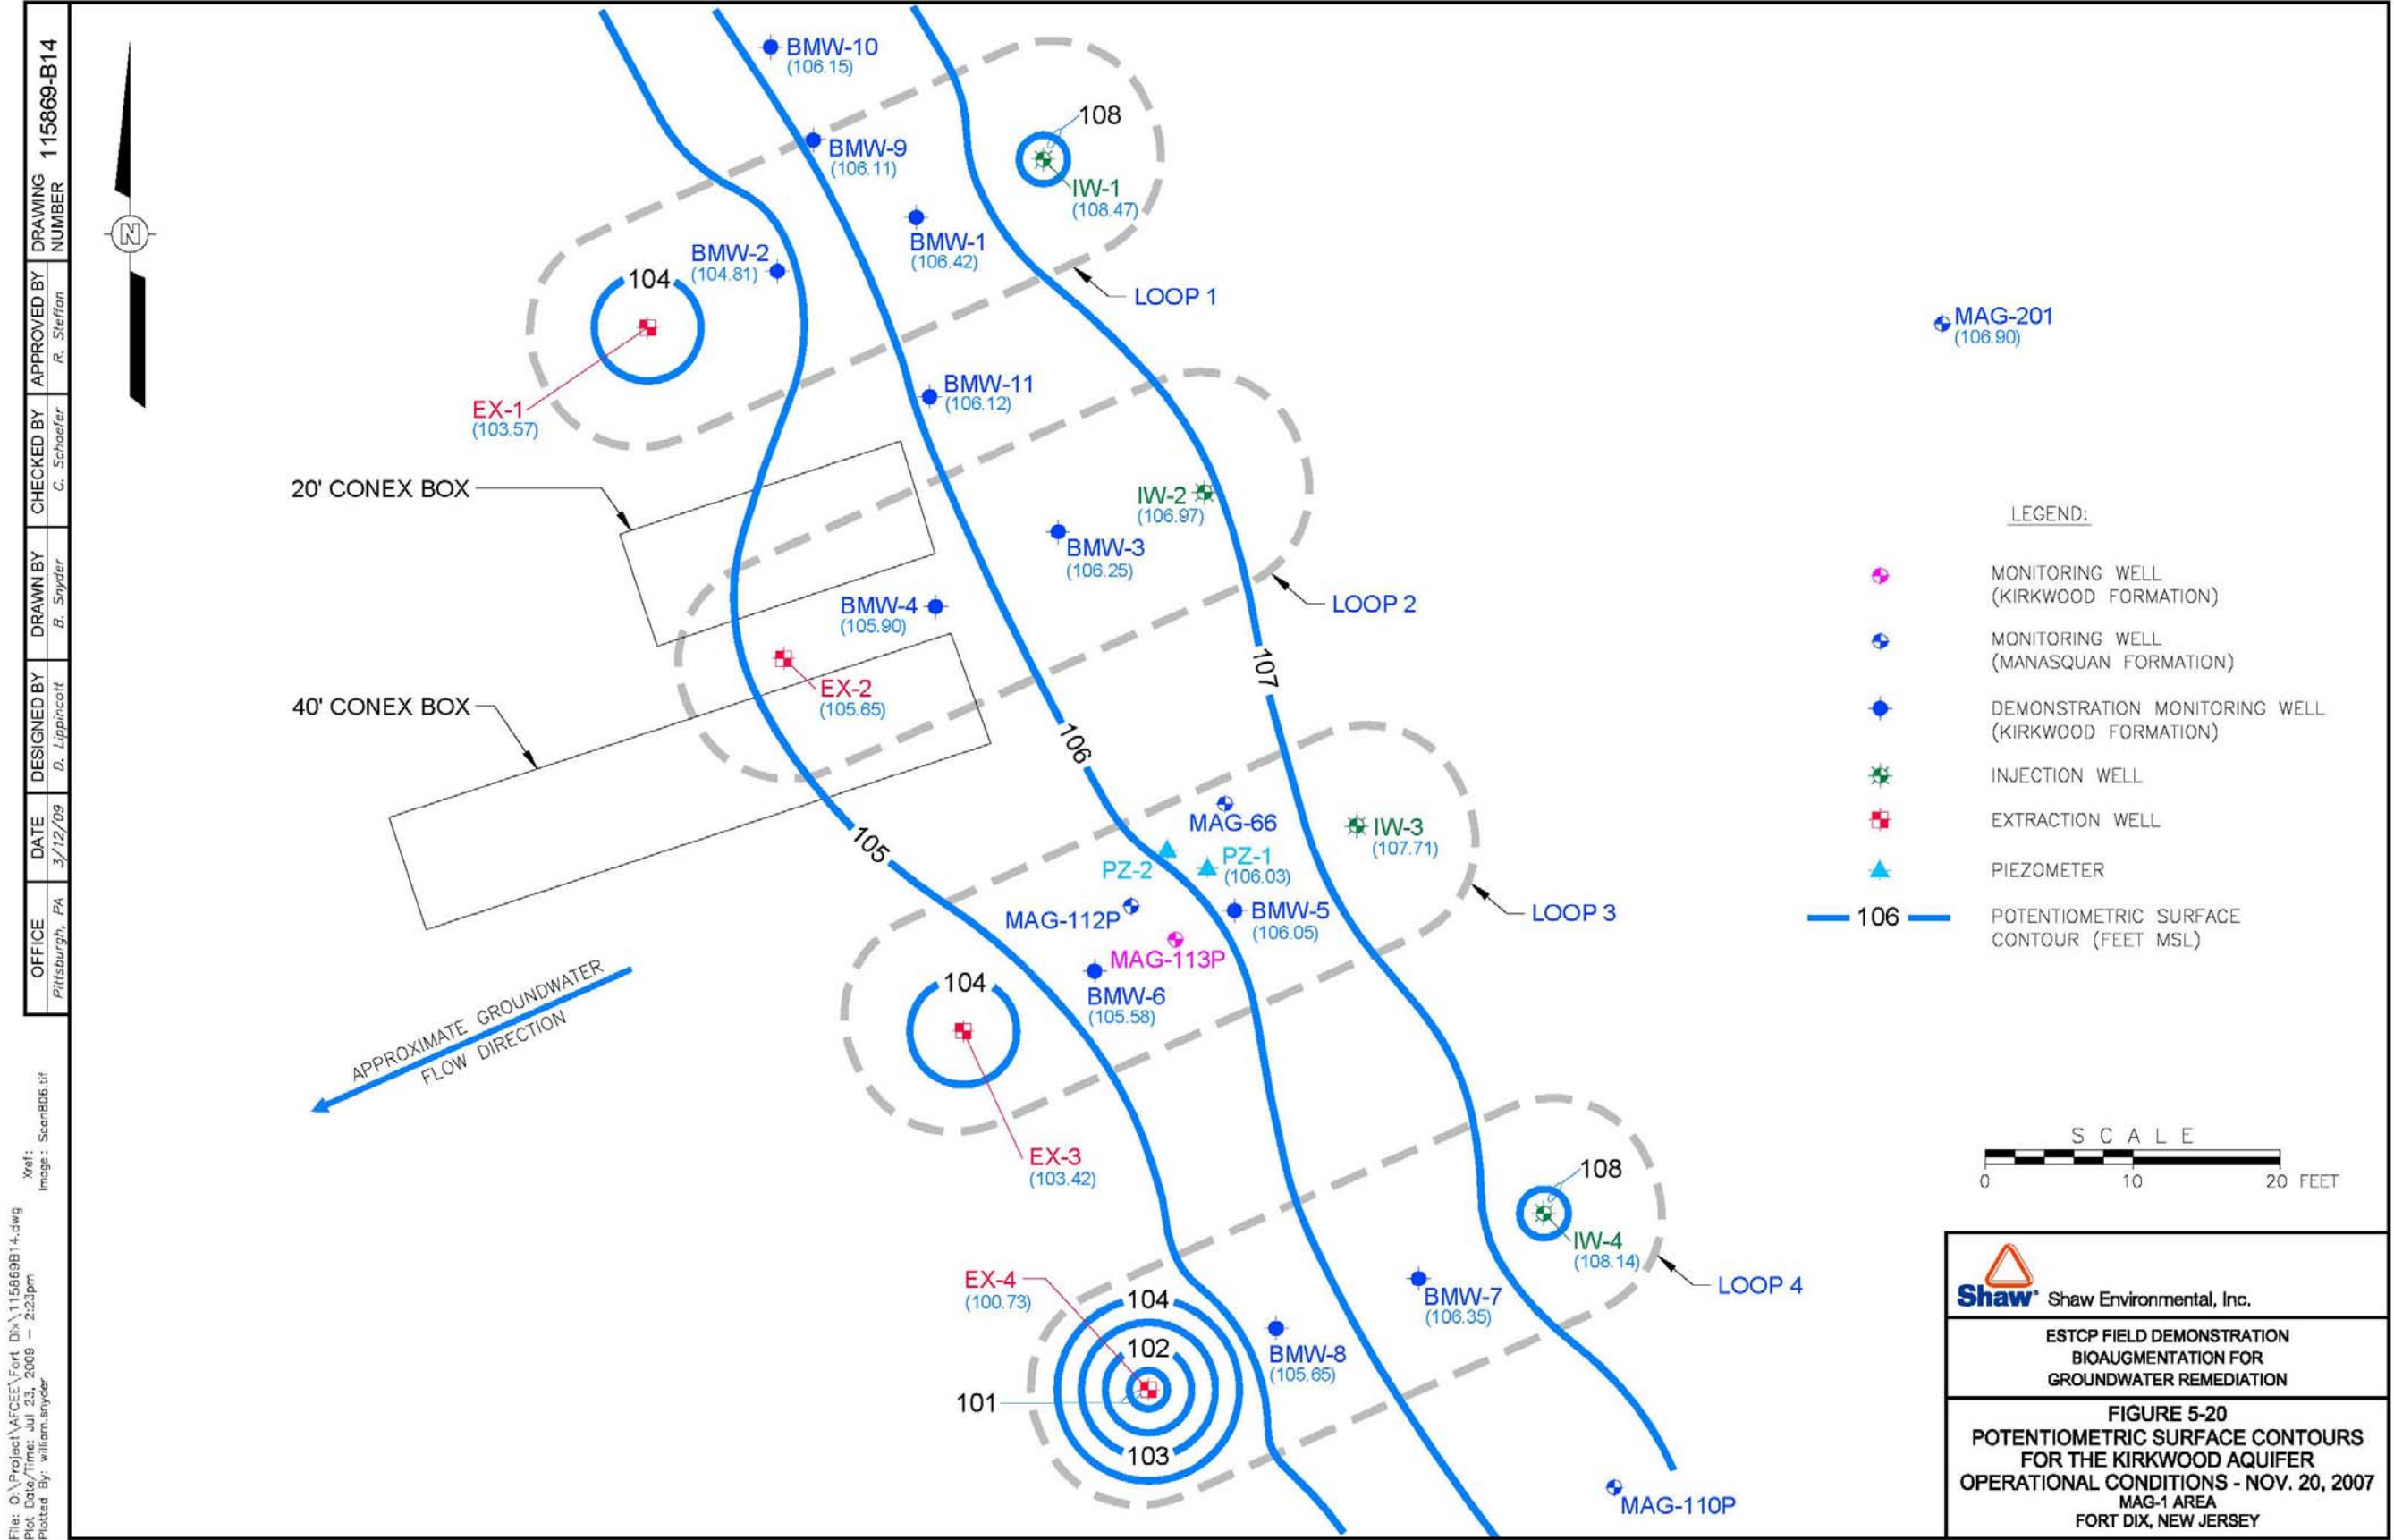 DRAWING NUMBER 115869-B14
APPROVED BY R. Steffan
CHECKED BY C. Schaefer
DRAWN BY B. Snyder
DESIGNED BY D. Lippincott
DATE 3/12/09
OFFICE Pittsburgh, PA
Xref:
Image: Scan806.tif
File: O:\Project\AFCEE\Fort Dix\115869B14.dwg
Plot Date/Time: Jul 23, 2009 – 2:23pm
Plotted By: william.snyder
N
BMW-10
(106.15)
108
BMW-9
(106.11)
IW-1
(108.47)
BMW-1
(106.42)
BMW-2
(104.81)
104
LOOP 1
MAG-201
(106.90)
BMW-11
(106.12)
EX-1
(103.57)
20' CONEX BOX
IW-2
(106.97)
BMW-3
(106.25)
BMW-4
(105.90)
LOOP 2
107
EX-2
(105.65)
40' CONEX BOX
106
MAG-66
IW-3
(107.71)
105
PZ-2
PZ-1
(106.03)
MAG-112P
BMW-5
(106.05)
LOOP 3
MAG-113P
104
BMW-6
(105.58)
APPROXIMATE GROUNDWATER
FLOW DIRECTION
EX-3
(103.42)
108
IW-4
(108.14)
EX-4
(100.73)
104
BMW-7
(106.35)
LOOP 4
102
BMW-8
(105.65)
101
103
MAG-110P
LEGEND:
MONITORING WELL
(KIRKWOOD FORMATION)
MONITORING WELL
(MANASQUAN FORMATION)
DEMONSTRATION MONITORING WELL
(KIRKWOOD FORMATION)
INJECTION WELL
EXTRACTION WELL
PIEZOMETER
106
POTENTIOMETRIC SURFACE
CONTOUR (FEET MSL)
SCALE
0 10 20 FEET
Shaw Shaw Environmental, Inc.
ESTCP FIELD DEMONSTRATION
BIOAUGMENTATION FOR
GROUNDWATER REMEDIATION
FIGURE 5-20
POTENTIOMETRIC SURFACE CONTOURS
FOR THE KIRKWOOD AQUIFER
OPERATIONAL CONDITIONS - NOV. 20, 2007
MAG-1 AREA
FORT DIX, NEW JERSEY